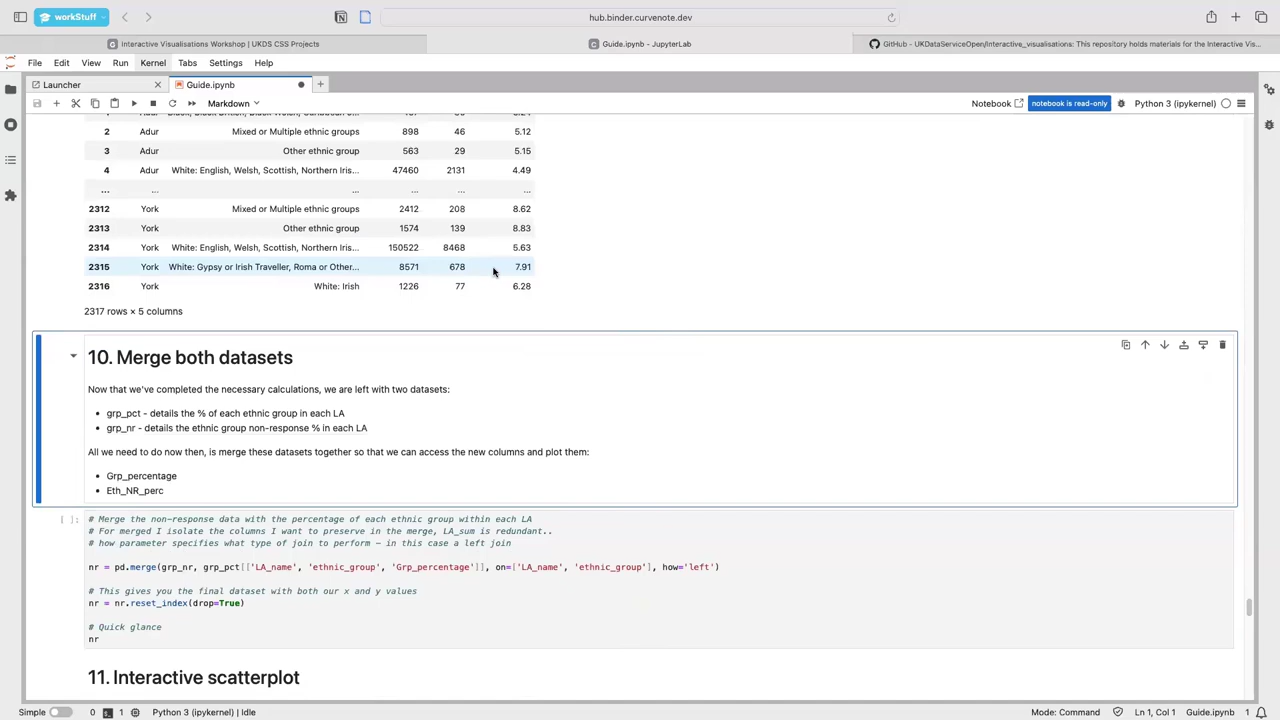 workStuff
hub.binder.curvenote.dev
Interactive Visualisations Workshop | UKDS CSS Projects
Guide.ipynb - JupyterLab
GitHub - UKDataServiceOpen/Interactive_visualisations: This repository holds materials for the Interactive Vis...
File Edit View Run Kernel Tabs Settings Help
Launcher
Guide.ipynb
Markdown
Notebook
notebook is read-only
Python 3 (ipykernel)
2 Adur Mixed or Multiple ethnic groups 898 46 5.12
3 Adur Other ethnic group 563 29 5.15
4 Adur White: English, Welsh, Scottish, Northern Iris... 47460 2131 4.49
... ... ... ... ... ...
2312 York Mixed or Multiple ethnic groups 2412 208 8.62
2313 York Other ethnic group 1574 139 8.83
2314 York White: English, Welsh, Scottish, Northern Iris... 150522 8468 5.63
2315 York White: Gypsy or Irish Traveller, Roma or Other... 8571 678 7.91
2316 York White: Irish 1226 77 6.28
2317 rows × 5 columns
10. Merge both datasets
Now that we've completed the necessary calculations, we are left with two datasets:
• grp_pct - details the % of each ethnic group in each LA
• grp_nr - details the ethnic group non-response % in each LA
All we need to do now then, is merge these datasets together so that we can access the new columns and plot them:
• Grp_percentage
• Eth_NR_perc
[ ]:
# Merge the non-response data with the percentage of each ethnic group within each LA
# For merged I isolate the columns I want to preserve in the merge, LA_sum is redundant..
# how parameter specifies what type of join to perform – in this case a left join
nr = pd.merge(grp_nr, grp_pct[['LA_name', 'ethnic_group', 'Grp_percentage']], on=['LA_name', 'ethnic_group'], how='left')
# This gives you the final dataset with both our x and y values
nr = nr.reset_index(drop=True)
# Quick glance
nr
11. Interactive scatterplot
Simple 0 1 Python 3 (ipykernel) | Idle
Mode: Command Ln 1, Col 1 Guide.ipynb 1